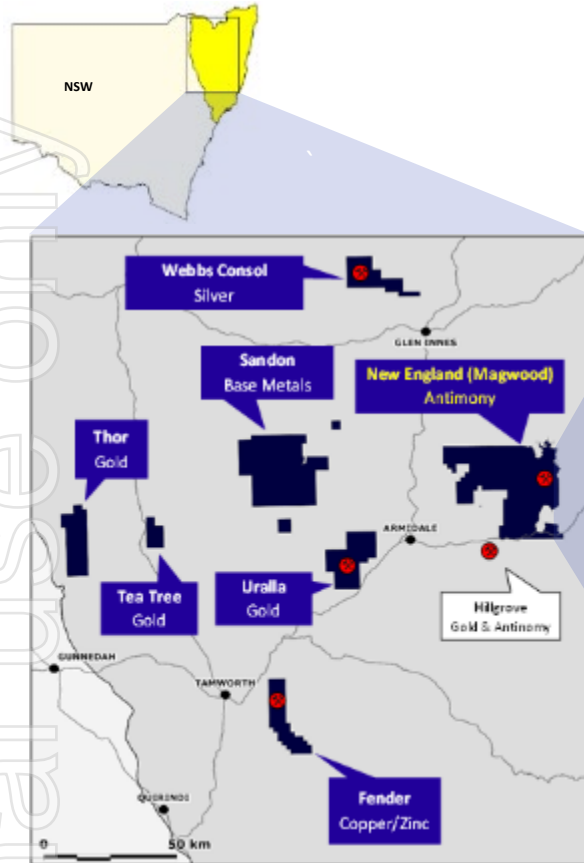 NSW
Webbs Consol
Silver
GLEN INNES
Sandon
Base Metals
New England (Magwood)
Antimony
Thor
Gold
ARMIDALE
Tea Tree
Gold
Uralla
Gold
Hillgrove
Gold & Antimony
GUNNEDAH
TAMWORTH
QUIRINDI
Fender
Copper/Zinc
0
50 km